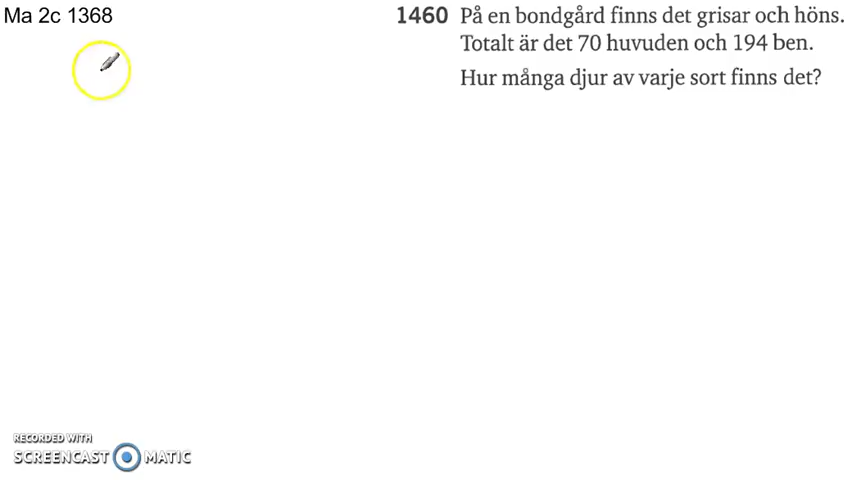 Ma 2c 1368
1460 På en bondgård finns det grisar och höns.
Totalt är det 70 huvuden och 194 ben.
Hur många djur av varje sort finns det?
RECORDED WITH
SCREENCAST MATIC